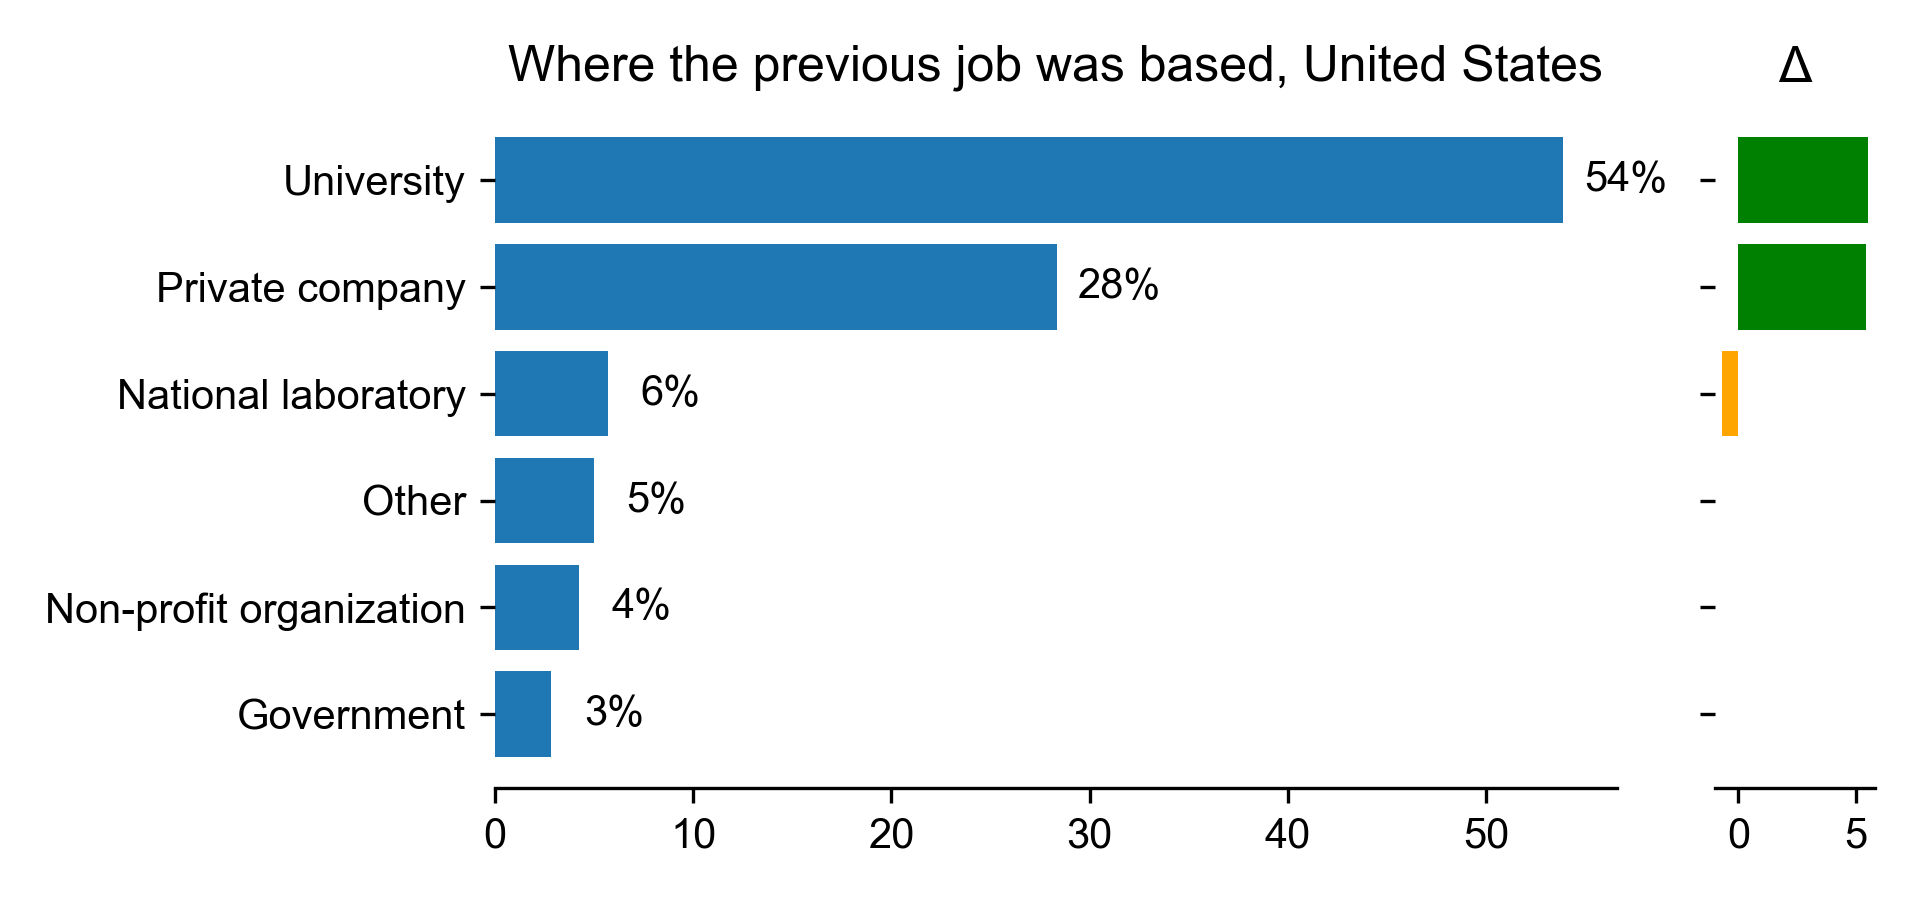 Where the previous job was based, United States
Δ
University
54%
Private company
28%
National laboratory
6%
Other
5%
Non-profit organization
4%
Government
3%
0 10 20 30 40 50
0 5